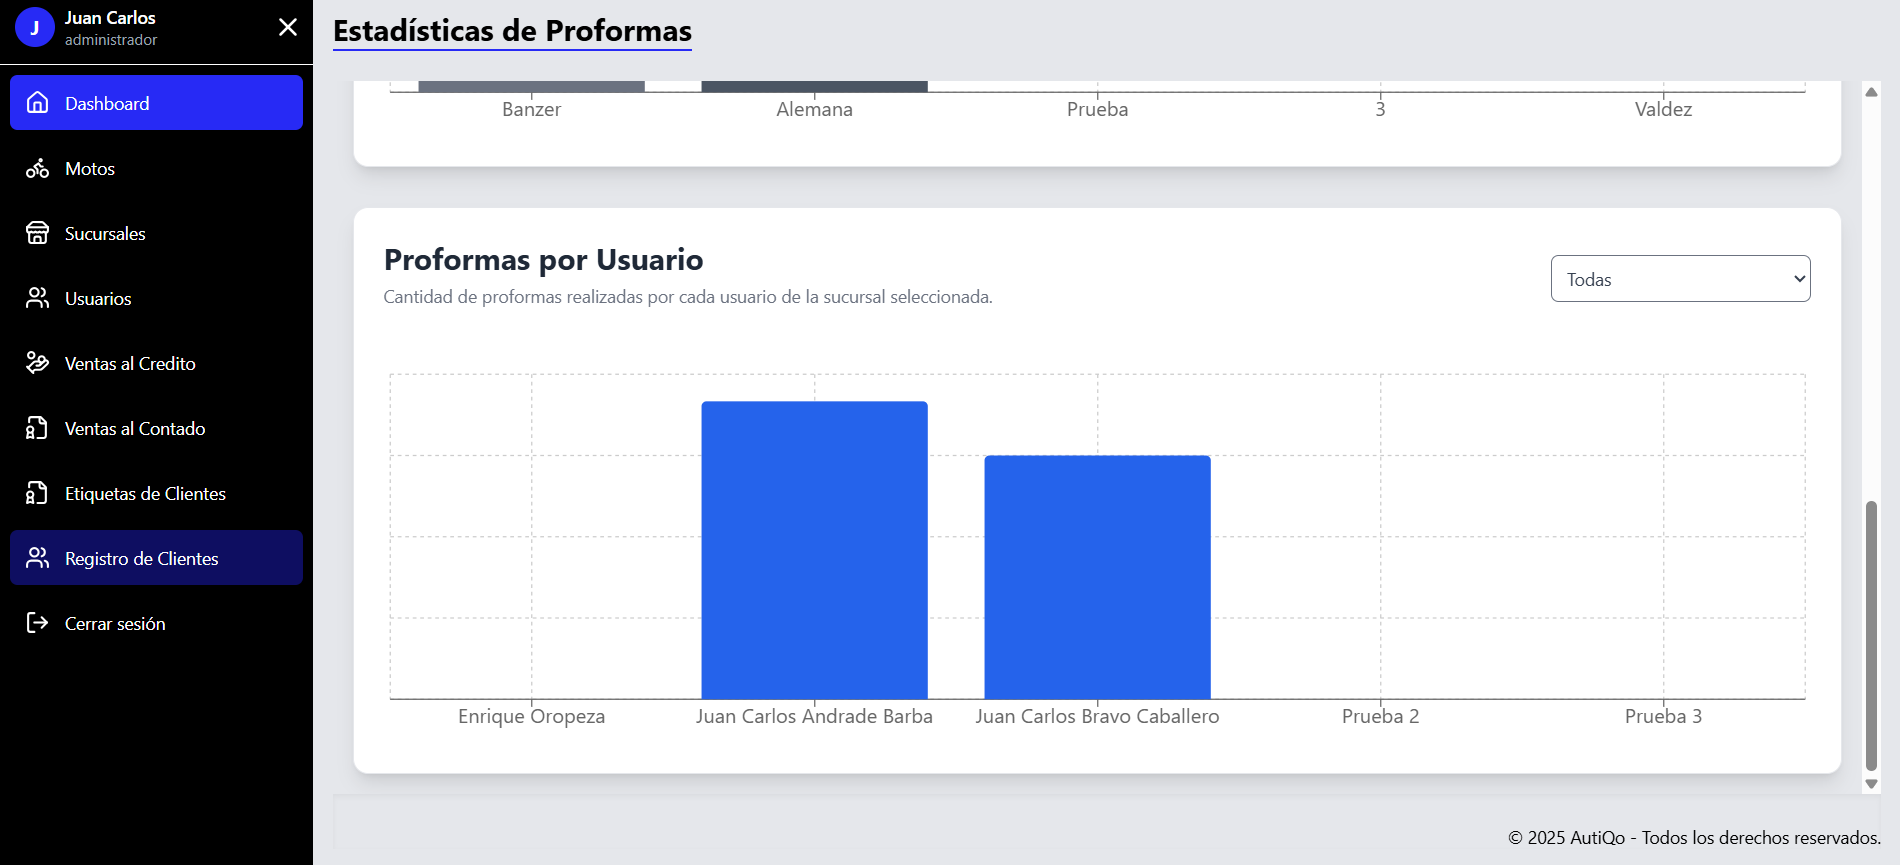 J
Juan Carlos
administrador
Dashboard
Motos
Sucursales
Usuarios
Ventas al Credito
Ventas al Contado
Etiquetas de Clientes
Registro de Clientes
Cerrar sesión
Estadísticas de Proformas
Banzer
Alemana
Prueba
3
Valdez
Proformas por Usuario
Cantidad de proformas realizadas por cada usuario de la sucursal seleccionada.
Todas
Enrique Oropeza
Juan Carlos Andrade Barba
Juan Carlos Bravo Caballero
Prueba 2
Prueba 3
© 2025 AutiQo - Todos los derechos reservados.